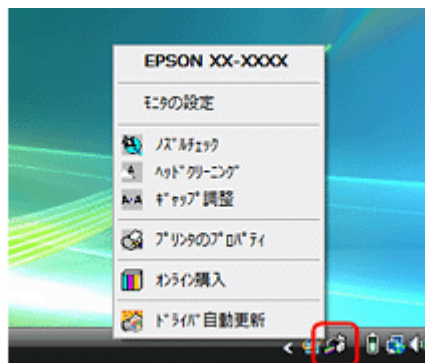 EPSON XX-XXXX
ﾓﾆﾀの設定
ﾉｽﾞﾙﾁｪｯｸ
ﾍｯﾄﾞｸﾘｰﾆﾝｸﾞ
ｷﾞｬｯﾌﾟ調整
ﾌﾟﾘﾝﾀのﾌﾟﾛﾊﾟﾃｨ
ｵﾝﾗｲﾝ購入
ﾄﾞﾗｲﾊﾞ自動更新